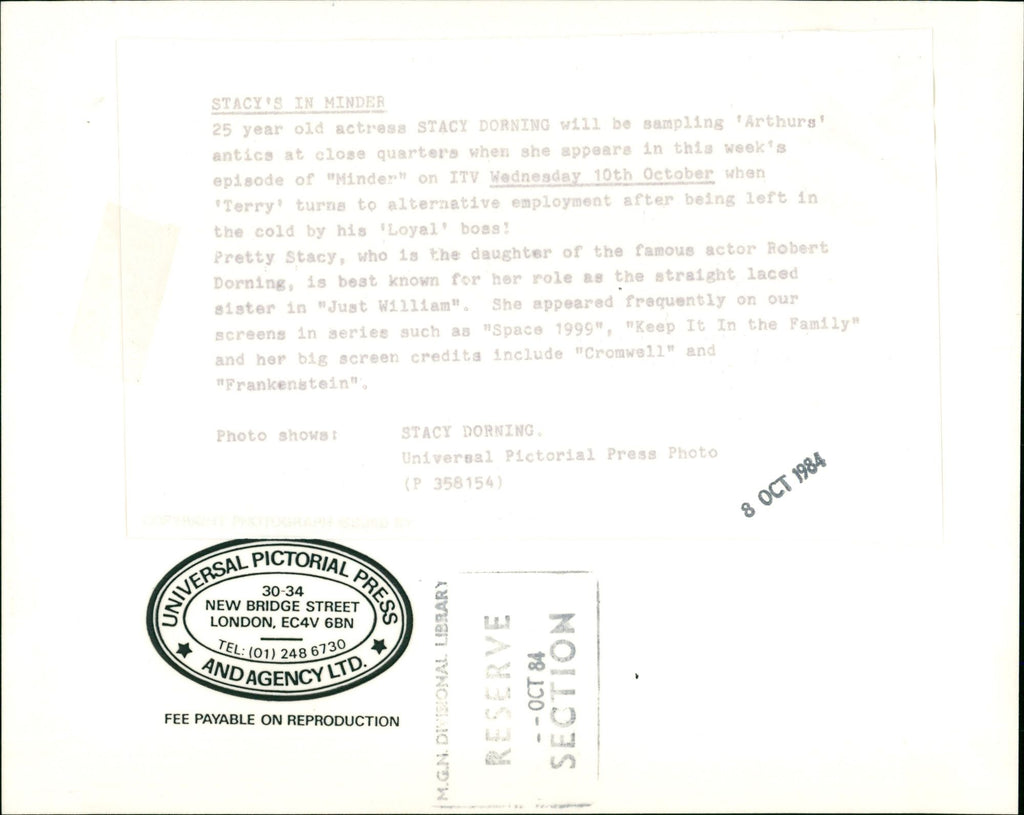 STACY'S IN MINDER
25 year old actress STACY DORNING will be sampling 'Arthurs'
antics at close quarters when she appears in this week's
episode of "Minder" on ITV Wednesday 10th October when
'Terry' turns to alternative employment after being left in
the cold by his 'Loyal' boss!
Pretty Stacy, who is the daughter of the famous actor Robert
Dorning, is best known for her role as the straight laced
sister in "Just William". She appeared frequently on our
screens in series such as "Space 1999", "Keep It In the Family"
and her big screen credits include "Cromwell" and
"Frankenstein".
Photo shows: STACY DORNING.
Universal Pictorial Press Photo
(P 358154)
8 OCT 1984
COPYRIGHT PHOTOGRAPH ISSUED BY
UNIVERSAL PICTORIAL PRESS
30-34
NEW BRIDGE STREET
LONDON, EC4V 6BN
TEL: (01) 248 6730
AND AGENCY LTD.
FEE PAYABLE ON REPRODUCTION
M.G.N. DIVISIONAL LIBRARY
RESERVE
- - OCT 84
SECTION